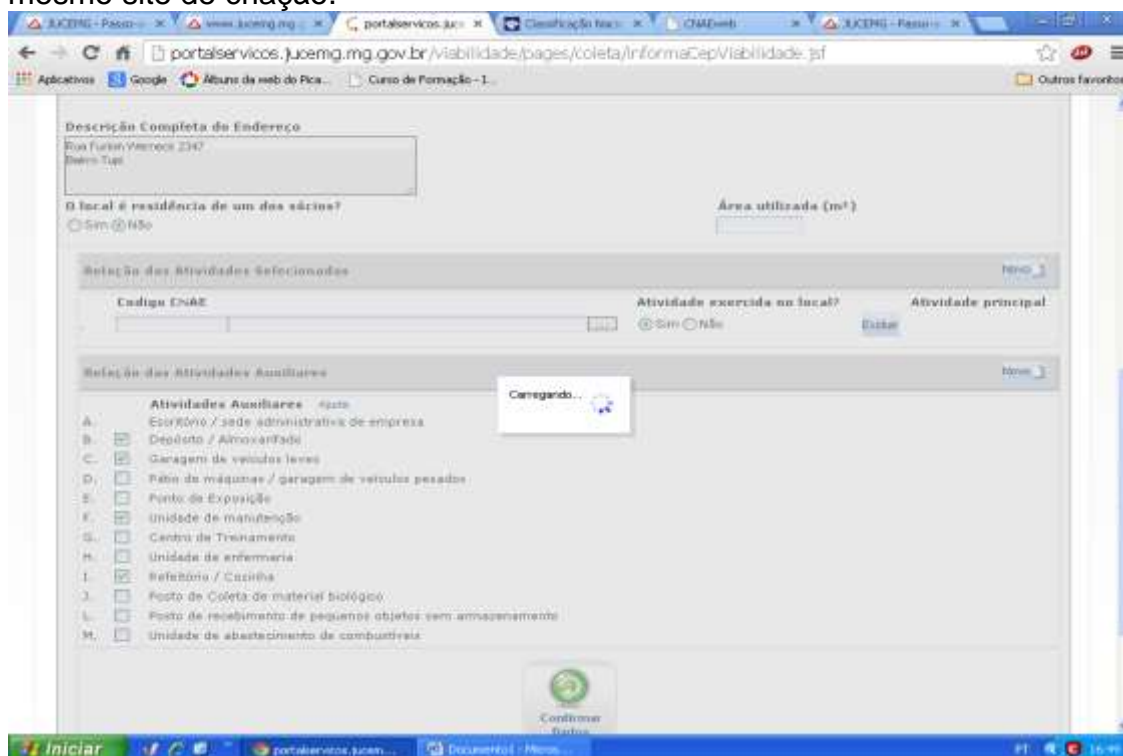 mesmo site de criação.
JUCEMG - Passo
www.jucemg.mg
portalservicos.juc
Classificação Nac
CNAEweb
JUCEMG - Passo
portalservicos.jucemg.mg.gov.br/viabilidade/pages/coleta/InformaCepViabilidade.jsf
Aplicativos Google Álbuns da web do Pica... Curso de Formação - I... Outros favoritos
Descrição Completa do Endereço
2347
Bairro Tupi
O local é residência de um dos sócios? Área utilizada (m²)
Sim Não
Relação das Atividades Selecionadas Novo
Codigo CNAE Atividade exercida no local? Atividade principal
... Sim Não Excluir
Relação das Atividades Auxiliares Novo
Carregando...
Atividades Auxiliares Ajuda
A. Escritório / sede administrativa de empresa
B. Depósito / Almoxarifado
C. Garagem de veículos leves
D. Pátio de máquinas / garagem de veículos pesados
E. Ponto de Exposição
F. Unidade de manutenção
G. Centro de Treinamento
H. Unidade de enfermaria
I. Refeitório / Cozinha
J. Posto de Coleta de material biológico
L. Posto de recebimento de pequenos objetos sem armazenamento
M. Unidade de abastecimento de combustíveis
Confirmar
Dados
Iniciar portalservicos.jucem... Documento1 - Micros... PT